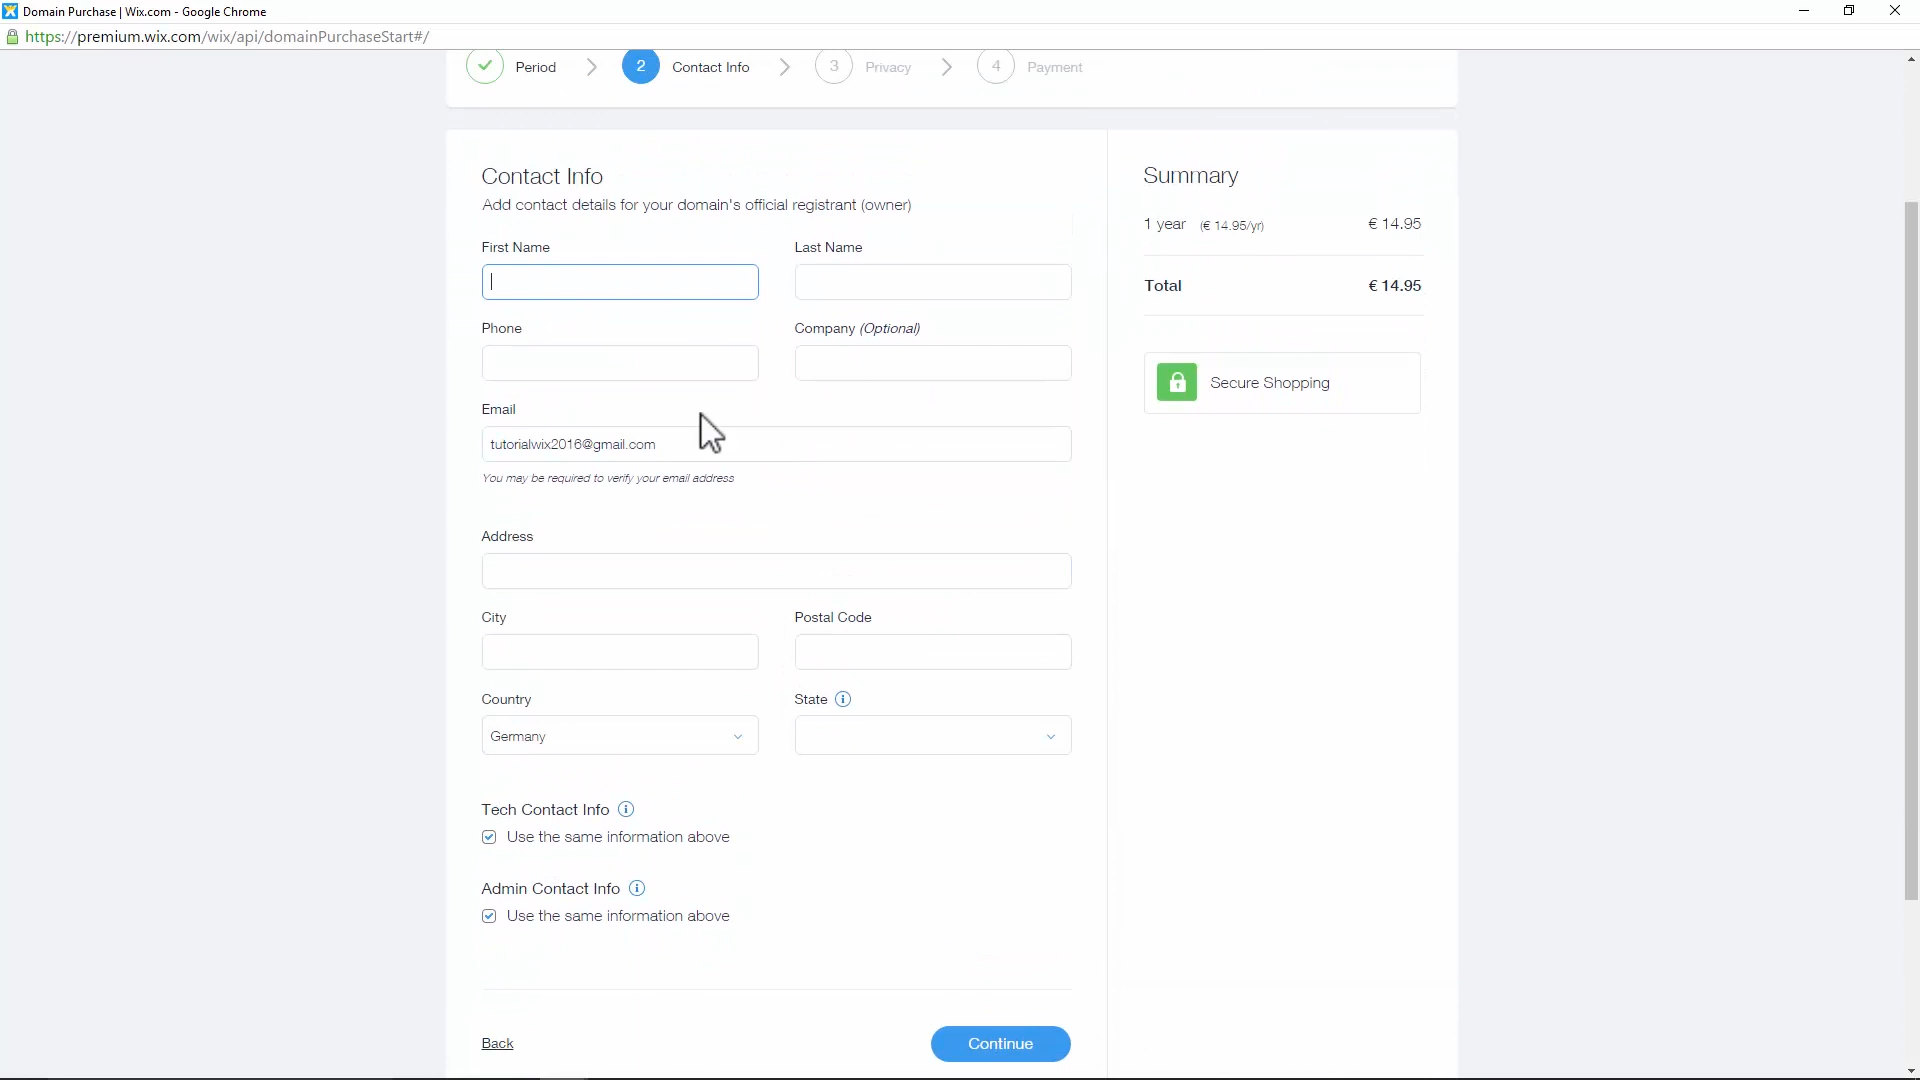 Domain Purchase | Wix.com - Google Chrome
https://premium.wix.com/wix/api/domainPurchaseStart#/
Period 2 Contact Info 3 Privacy 4 Payment
Contact Info
Add contact details for your domain's official registrant (owner)
First Name Last Name
Phone Company (Optional)
Email
tutorialwix2016@gmail.com
You may be required to verify your email address
Address
City Postal Code
Country State
Germany
Tech Contact Info
Use the same information above
Admin Contact Info
Use the same information above
Back Continue
Summary
1 year (€ 14.95/yr) € 14.95
Total € 14.95
Secure Shopping